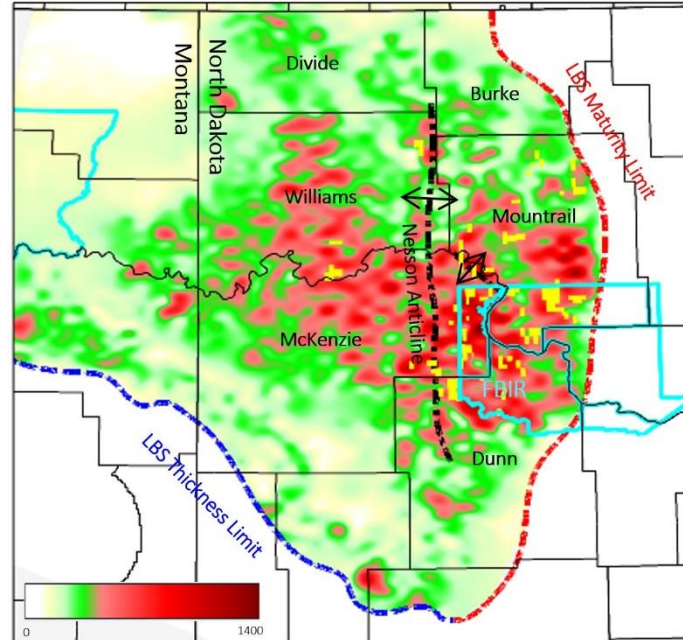 Divide
Burke
Montana
North Dakota
LBS Maturity Limit
Williams
Mountrail
Nesson Anticline
McKenzie
FBIR
Dunn
LBS Thickness Limit
0
1400